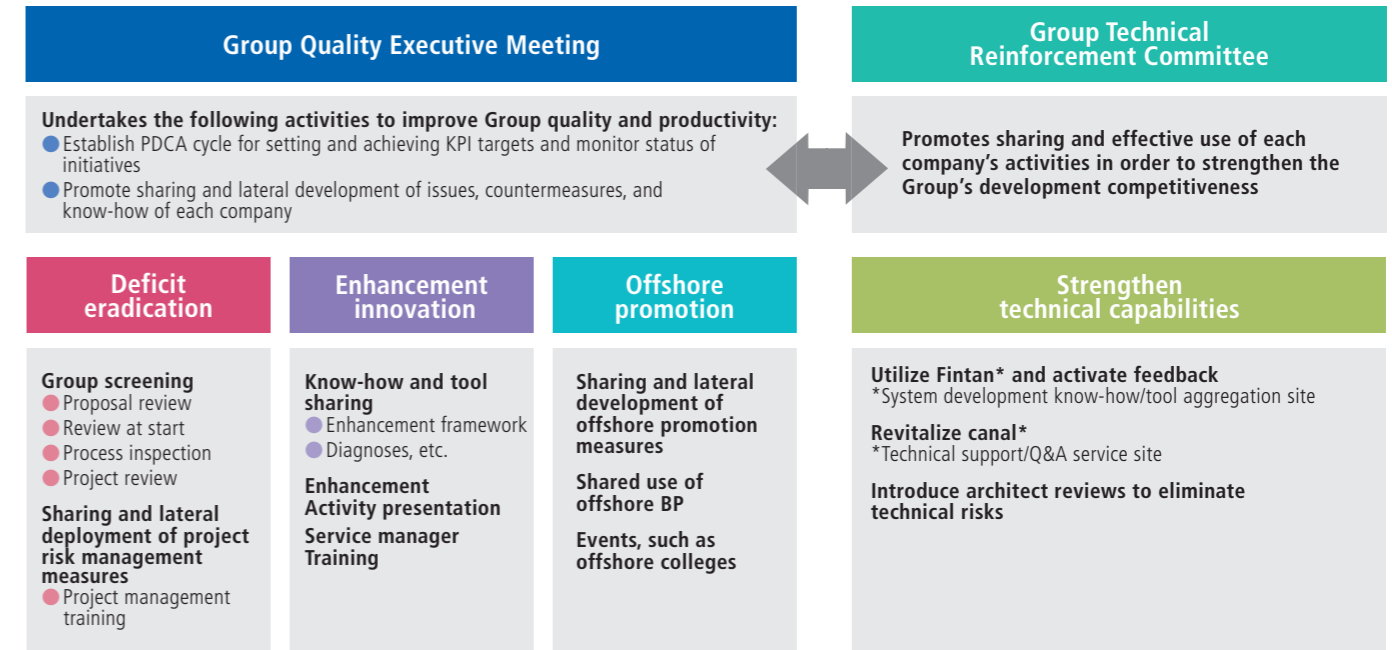 Group Quality Executive Meeting
Undertakes the following activities to improve Group quality and productivity:
● Establish PDCA cycle for setting and achieving KPI targets and monitor status of
initiatives
● Promote sharing and lateral development of issues, countermeasures, and
know-how of each company
Group Technical
Reinforcement Committee
Promotes sharing and effective use of each
company's activities in order to strengthen the
Group's development competitiveness
Deficit
eradication
Group screening
● Proposal review
● Review at start
● Process inspection
● Project review
Sharing and lateral
deployment of project
risk management
measures
● Project management
training
Enhancement
innovation
Know-how and tool
sharing
● Enhancement framework
● Diagnoses, etc.
Enhancement
Activity presentation
Service manager
Training
Offshore
promotion
Sharing and lateral
development of
offshore promotion
measures
Shared use of
offshore BP
Events, such as
offshore colleges
Strengthen
technical capabilities
Utilize Fintan* and activate feedback
*System development know-how/tool aggregation site
Revitalize canal*
*Technical support/Q&A service site
Introduce architect reviews to eliminate
technical risks